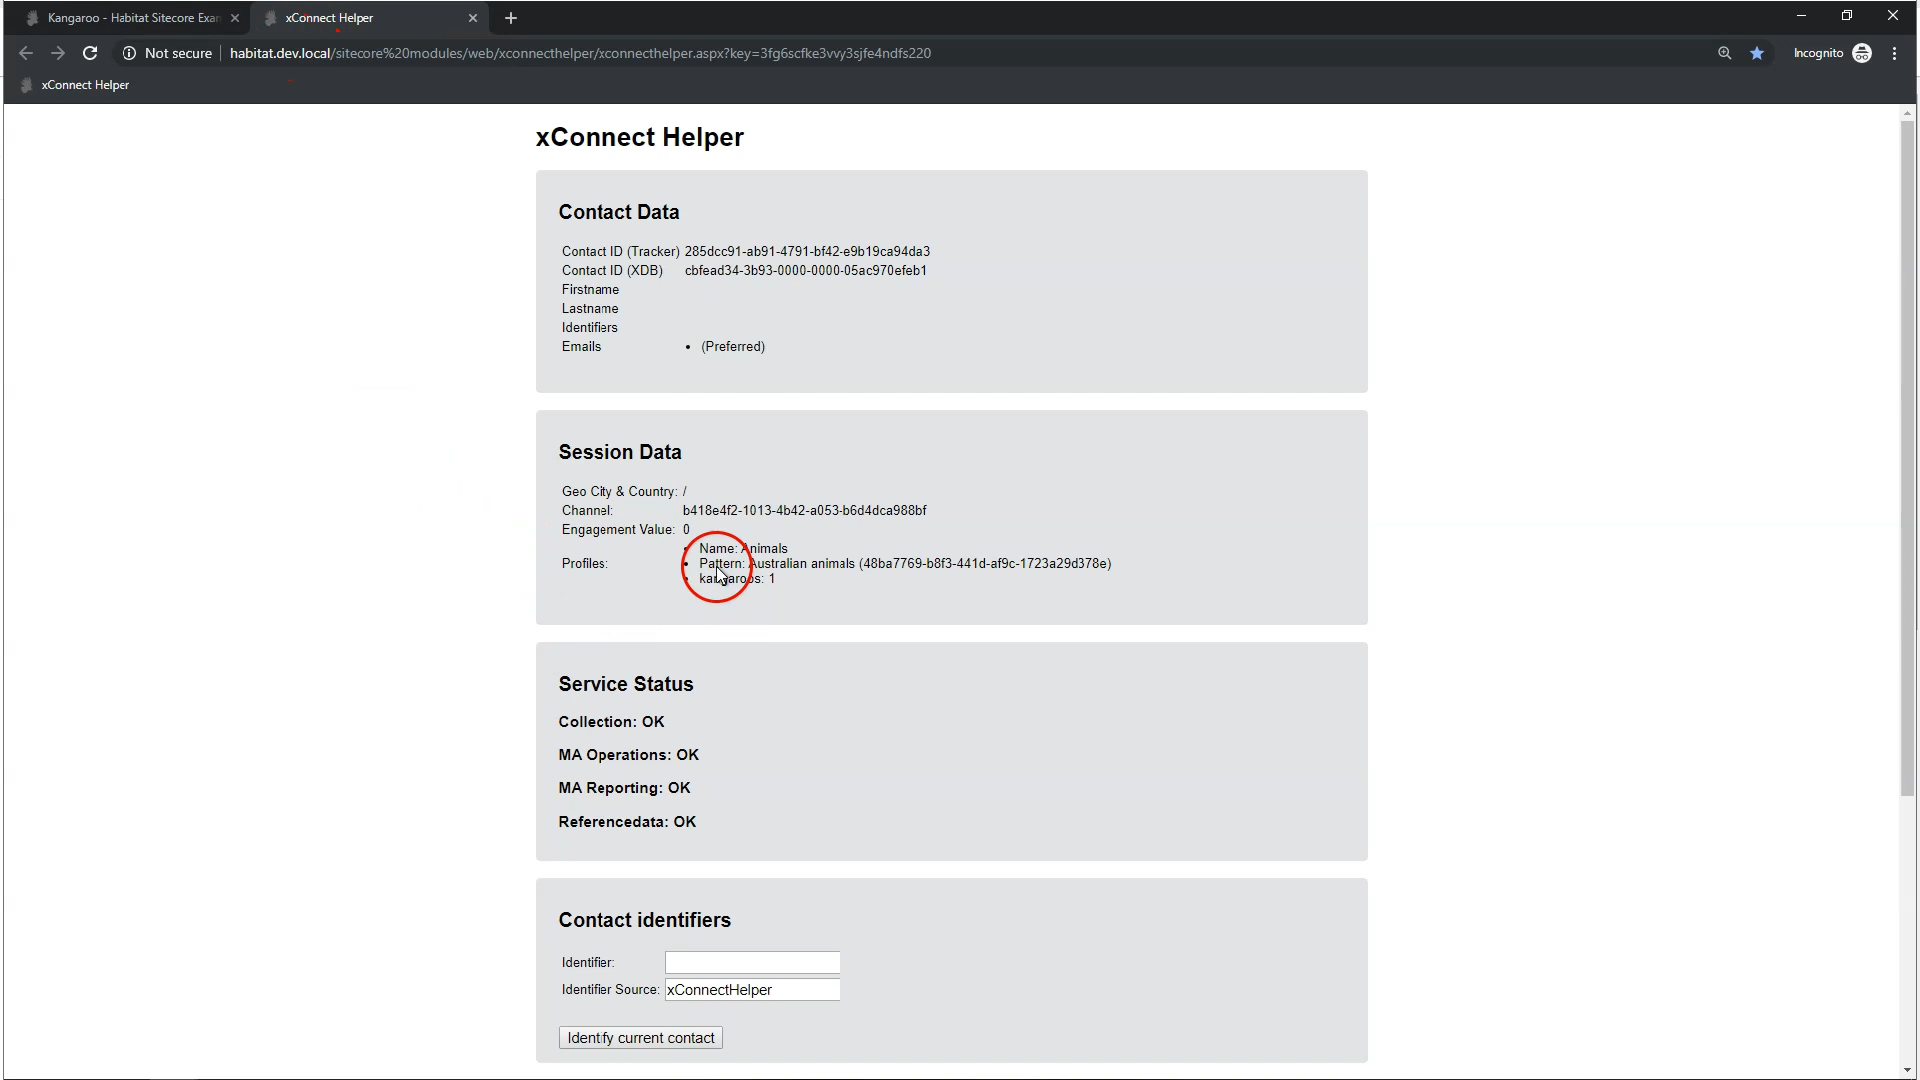 Kangaroo - Habitat Sitecore Exar
xConnect Helper
Not secure
habitat.dev.local/sitecore%20modules/web/xconnecthelper/xconnecthelper.aspx?key=3fg6scfke3vvy3sjfe4ndfs220
Incognito
xConnect Helper
xConnect Helper
Contact Data
Contact ID (Tracker) 285dcc91-ab91-4791-bf42-e9b19ca94da3
Contact ID (XDB) cbfead34-3b93-0000-0000-05ac970efeb1
Firstname
Lastname
Identifiers
Emails • (Preferred)
Session Data
Geo City & Country: /
Channel: b418e4f2-1013-4b42-a053-b6d4dca988bf
Engagement Value: 0
• Name: Animals
Profiles: • Pattern: Australian animals (48ba7769-b8f3-441d-af9c-1723a29d378e)
• kangaroos: 1
Service Status
Collection: OK
MA Operations: OK
MA Reporting: OK
Referencedata: OK
Contact identifiers
Identifier:
Identifier Source: xConnectHelper
Identify current contact